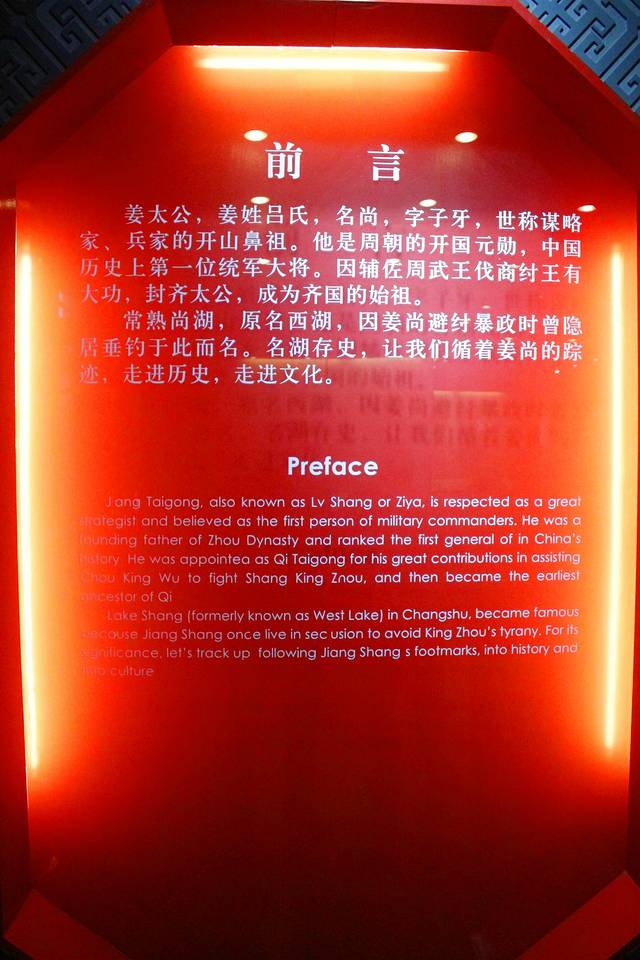 前 言
姜太公，姜姓吕氏，名尚，字子牙，世称谋略
家、兵家的开山鼻祖。他是周朝的开国元勋，中国
历史上第一位统军大将。因辅佐周武王伐商纣王有
大功，封齐太公，成为齐国的始祖。
常熟尚湖，原名西湖，因姜尚避纣暴政时曾隐
居垂钓于此而名。名湖存史，让我们循着姜尚的踪
迹，走进历史，走进文化。
Preface
Jang Taigong, also known as Lv Shang or Ziya, is respected as a great
strategist and believed as the first person of military commanders. He was a
founding father of Zhou Dynasty and ranked the first general of in China's
history. He was appointea as Qi Taigong for his great contributions in assisting
Chou King Wu to fight Shang King Znou, and then became the earliest
ancestor of Qi
Lake Shang (formerly known as West Lake) in Changshu, became famous
because Jiang Shang once live in sec usion to avoid King Zhou's tyrany. For its
significance, let's track up following Jiang Shang s footmarks, into history and
into culture